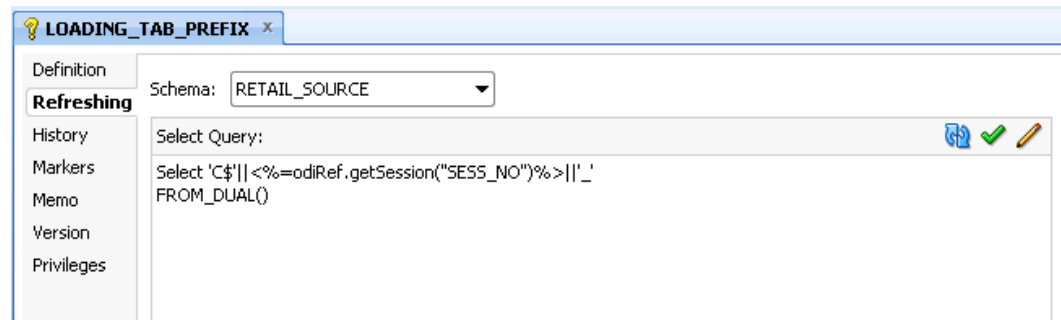 LOADING_TAB_PREFIX
Definition
Refreshing
History
Markers
Memo
Version
Privileges
Schema: RETAIL_SOURCE
Select Query:
Select 'C$'||<%=odiRef.getSession("SESS_NO")%>||'_'
FROM_DUAL()